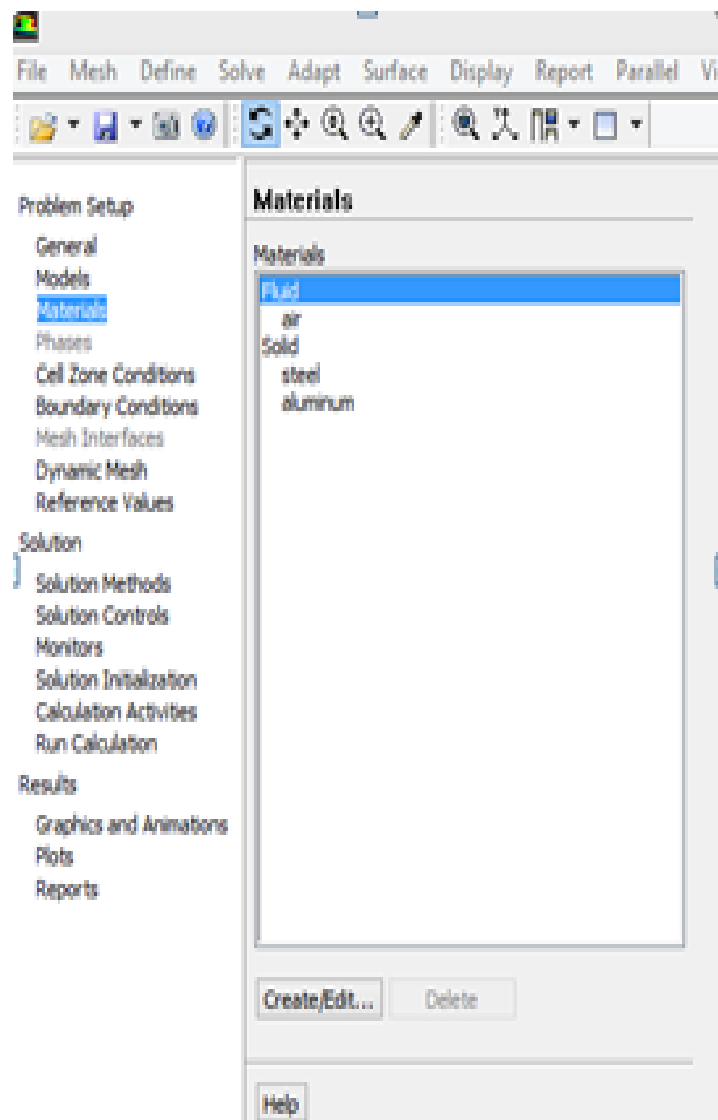 File Mesh Define Solve Adapt Surface Display Report Parallel Vi
Problem Setup
General
Models
Materials
Phases
Cell Zone Conditions
Boundary Conditions
Mesh Interfaces
Dynamic Mesh
Reference Values
Solution
Solution Methods
Solution Controls
Monitors
Solution Initialization
Calculation Activities
Run Calculation
Results
Graphics and Animations
Plots
Reports
Materials
Materials
Fluid
air
Solid
steel
aluminum
Create/Edit... Delete
Help